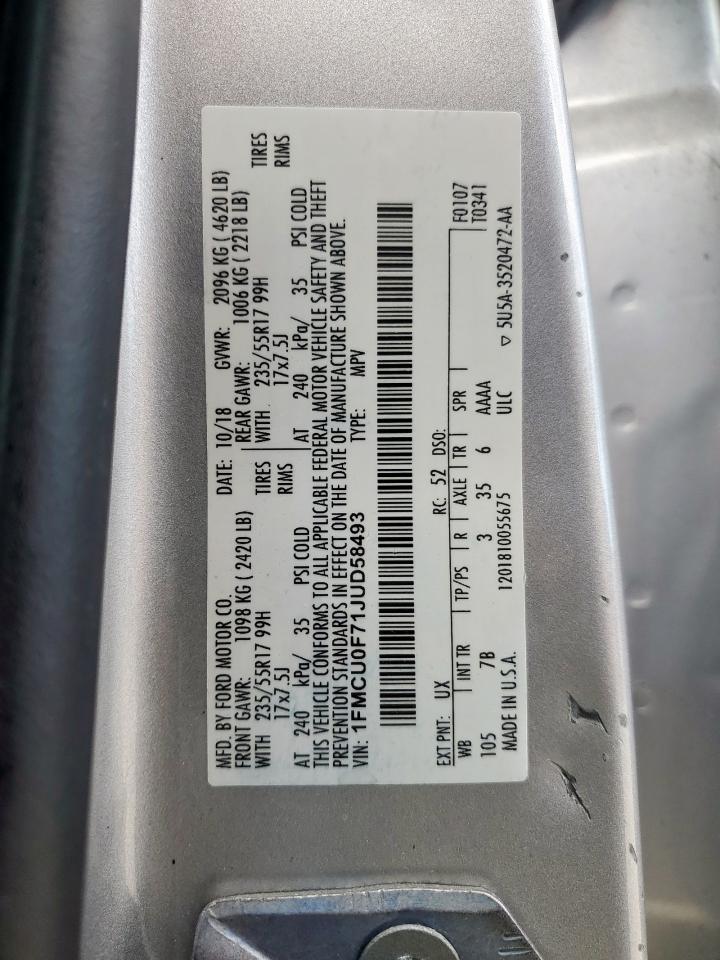 MFD. BY FORD MOTOR CO. DATE: 10/18 GVWR: 2096 KG ( 4620 LB)
FRONT GAWR: 1098 KG ( 2420 LB) REAR GAWR: 1006 KG ( 2218 LB)
WITH 235/55R17 99H TIRES WITH 235/55R17 99H TIRES
17x7.5J RIMS 17x7.5J RIMS
AT 240 kPa/ 35 PSI COLD AT 240 kPa/ 35 PSI COLD
THIS VEHICLE CONFORMS TO ALL APPLICABLE FEDERAL MOTOR VEHICLE SAFETY AND THEFT
PREVENTION STANDARDS IN EFFECT ON THE DATE OF MANUFACTURE SHOWN ABOVE.
VIN: 1FMCU0F71JUD58493 TYPE: MPV
EXT PNT: UX RC: 52 DSO:
WB INT TR TP/PS R AXLE TR SPR F0107
105 7B 3 35 6 AAAA T0341
MADE IN U.S.A. 1201810055675 ULC ▽ 5U5A-3520472-AA